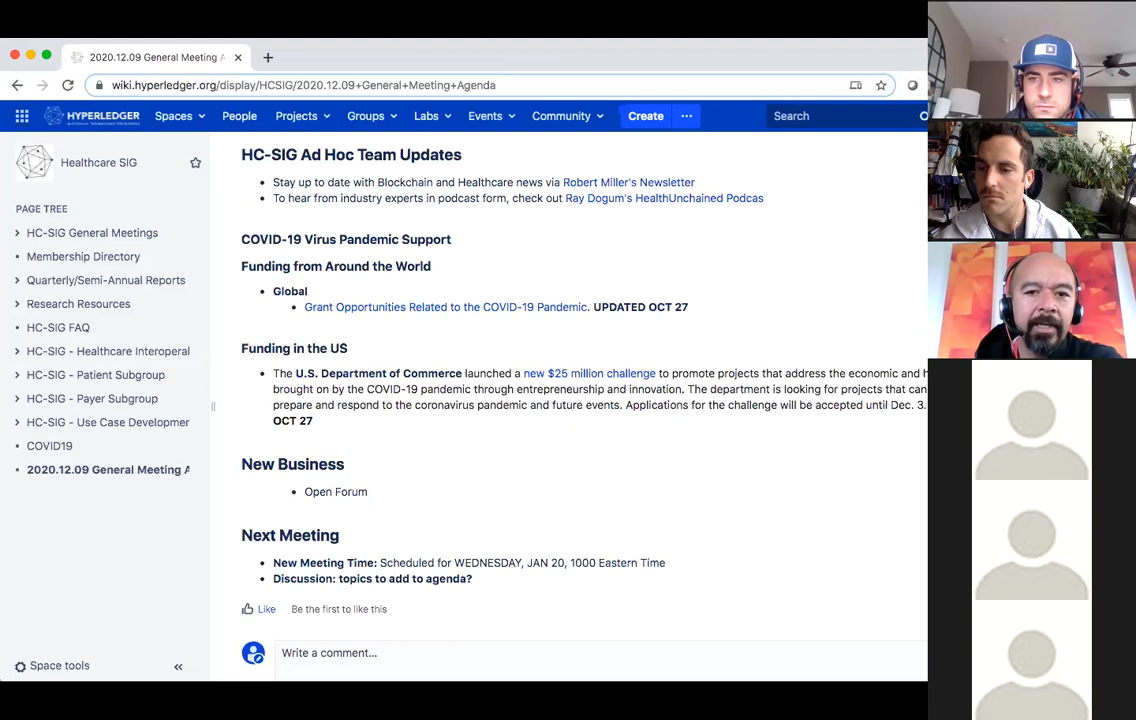 2020.12.09 General Meeting A
wiki.hyperledger.org/display/HCSIG/2020.12.09+General+Meeting+Agenda
HYPERLEDGER Spaces People Projects Groups Labs Events Community Create Search
Healthcare SIG
PAGE TREE
HC-SIG General Meetings
Membership Directory
Quarterly/Semi-Annual Reports
Research Resources
HC-SIG FAQ
HC-SIG - Healthcare Interoperal
HC-SIG - Patient Subgroup
HC-SIG - Payer Subgroup
HC-SIG - Use Case Developmer
COVID19
2020.12.09 General Meeting A
Space tools
HC-SIG Ad Hoc Team Updates
Stay up to date with Blockchain and Healthcare news via Robert Miller's Newsletter
To hear from industry experts in podcast form, check out Ray Dogum's HealthUnchained Podcas
COVID-19 Virus Pandemic Support
Funding from Around the World
Global
Grant Opportunities Related to the COVID-19 Pandemic. UPDATED OCT 27
Funding in the US
The U.S. Department of Commerce launched a new $25 million challenge to promote projects that address the economic and h
brought on by the COVID-19 pandemic through entrepreneurship and innovation. The department is looking for projects that can
prepare and respond to the coronavirus pandemic and future events. Applications for the challenge will be accepted until Dec. 3.
OCT 27
New Business
Open Forum
Next Meeting
New Meeting Time: Scheduled for WEDNESDAY, JAN 20, 1000 Eastern Time
Discussion: topics to add to agenda?
Like Be the first to like this
Write a comment…